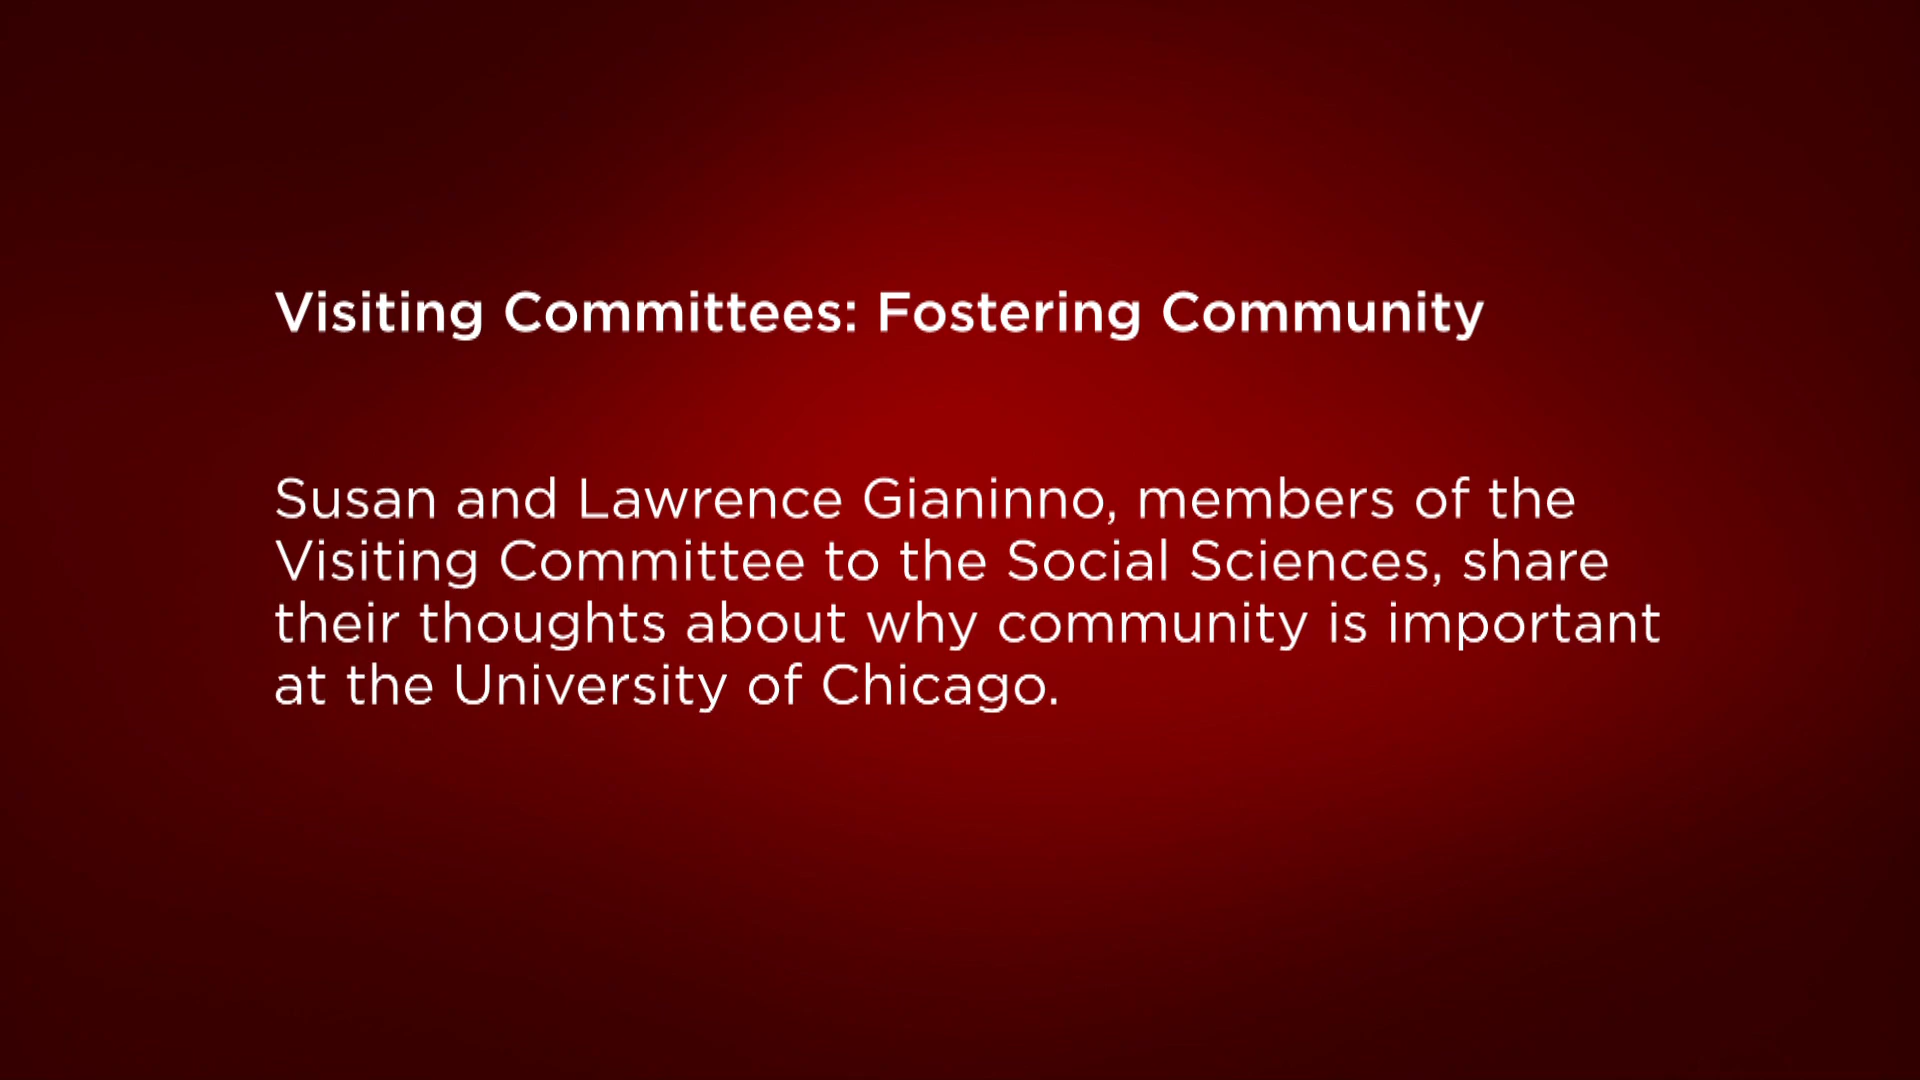 Visiting Committees: Fostering Community
Susan and Lawrence Gianinno, members of the
Visiting Committee to the Social Sciences, share
their thoughts about why community is important
at the University of Chicago.